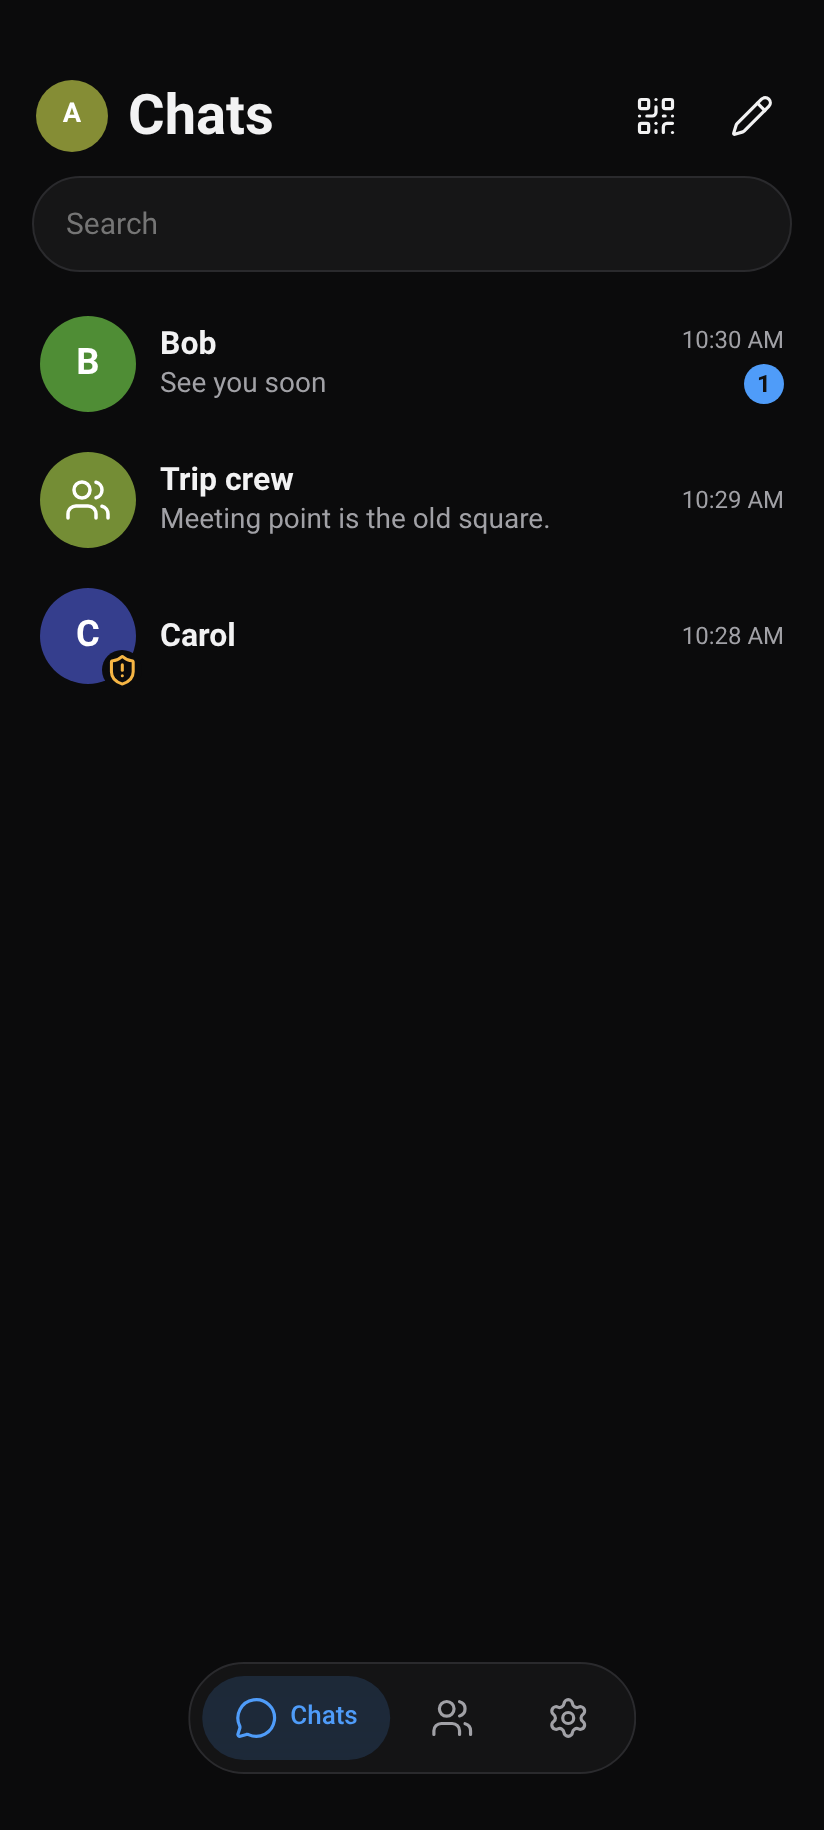 A
Chats
Search
B
Bob
10:30 AM
See you soon
1
Trip crew
Meeting point is the old square.
10:29 AM
C
Carol
10:28 AM
Chats